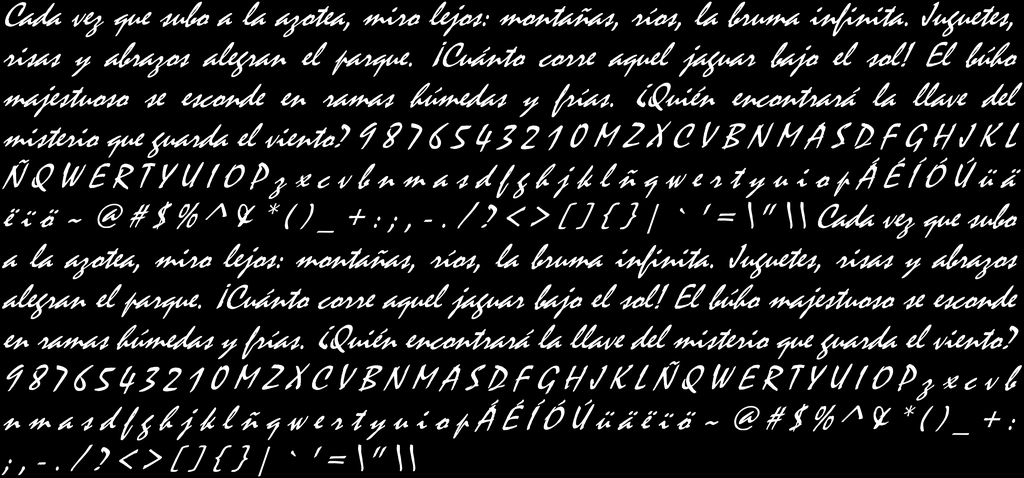 Cada vez que subo a la azotea, miro lejos: montañas, ríos, la bruma infinita. Juguetes,
risas y abrazos alegran el parque. ¡Cuánto corre aquel jaguar bajo el sol! El búho
majestuoso se esconde en ramas húmedas y frías. ¿Quién encontrará la llave del
misterio que guarda el viento? 9 8 7 6 5 4 3 2 1 0 M Z X C V B N M A S D F G H J K L
Ñ Q W E R T Y U I O P z x c v b n m a s d f g h j k l ñ q w e r t y u i o p Á É Í Ó Ú ü ä
ë ï ö ~ @ # $ % ^ & * ( ) _ + : ; , - . / ? < > [ ] { } | ` ' = \ " \\ Cada vez que subo
a la azotea, miro lejos: montañas, ríos, la bruma infinita. Juguetes, risas y abrazos
alegran el parque. ¡Cuánto corre aquel jaguar bajo el sol! El búho majestuoso se esconde
en ramas húmedas y frías. ¿Quién encontrará la llave del misterio que guarda el viento?
9 8 7 6 5 4 3 2 1 0 M Z X C V B N M A S D F G H J K L Ñ Q W E R T Y U I O P z x c v b
n m a s d f g h j k l ñ q w e r t y u i o p Á É Í Ó Ú ü ä ë ï ö ~ @ # $ % ^ & * ( ) _ + :
; , - . / ? < > [ ] { } | ` ' = \ " \\